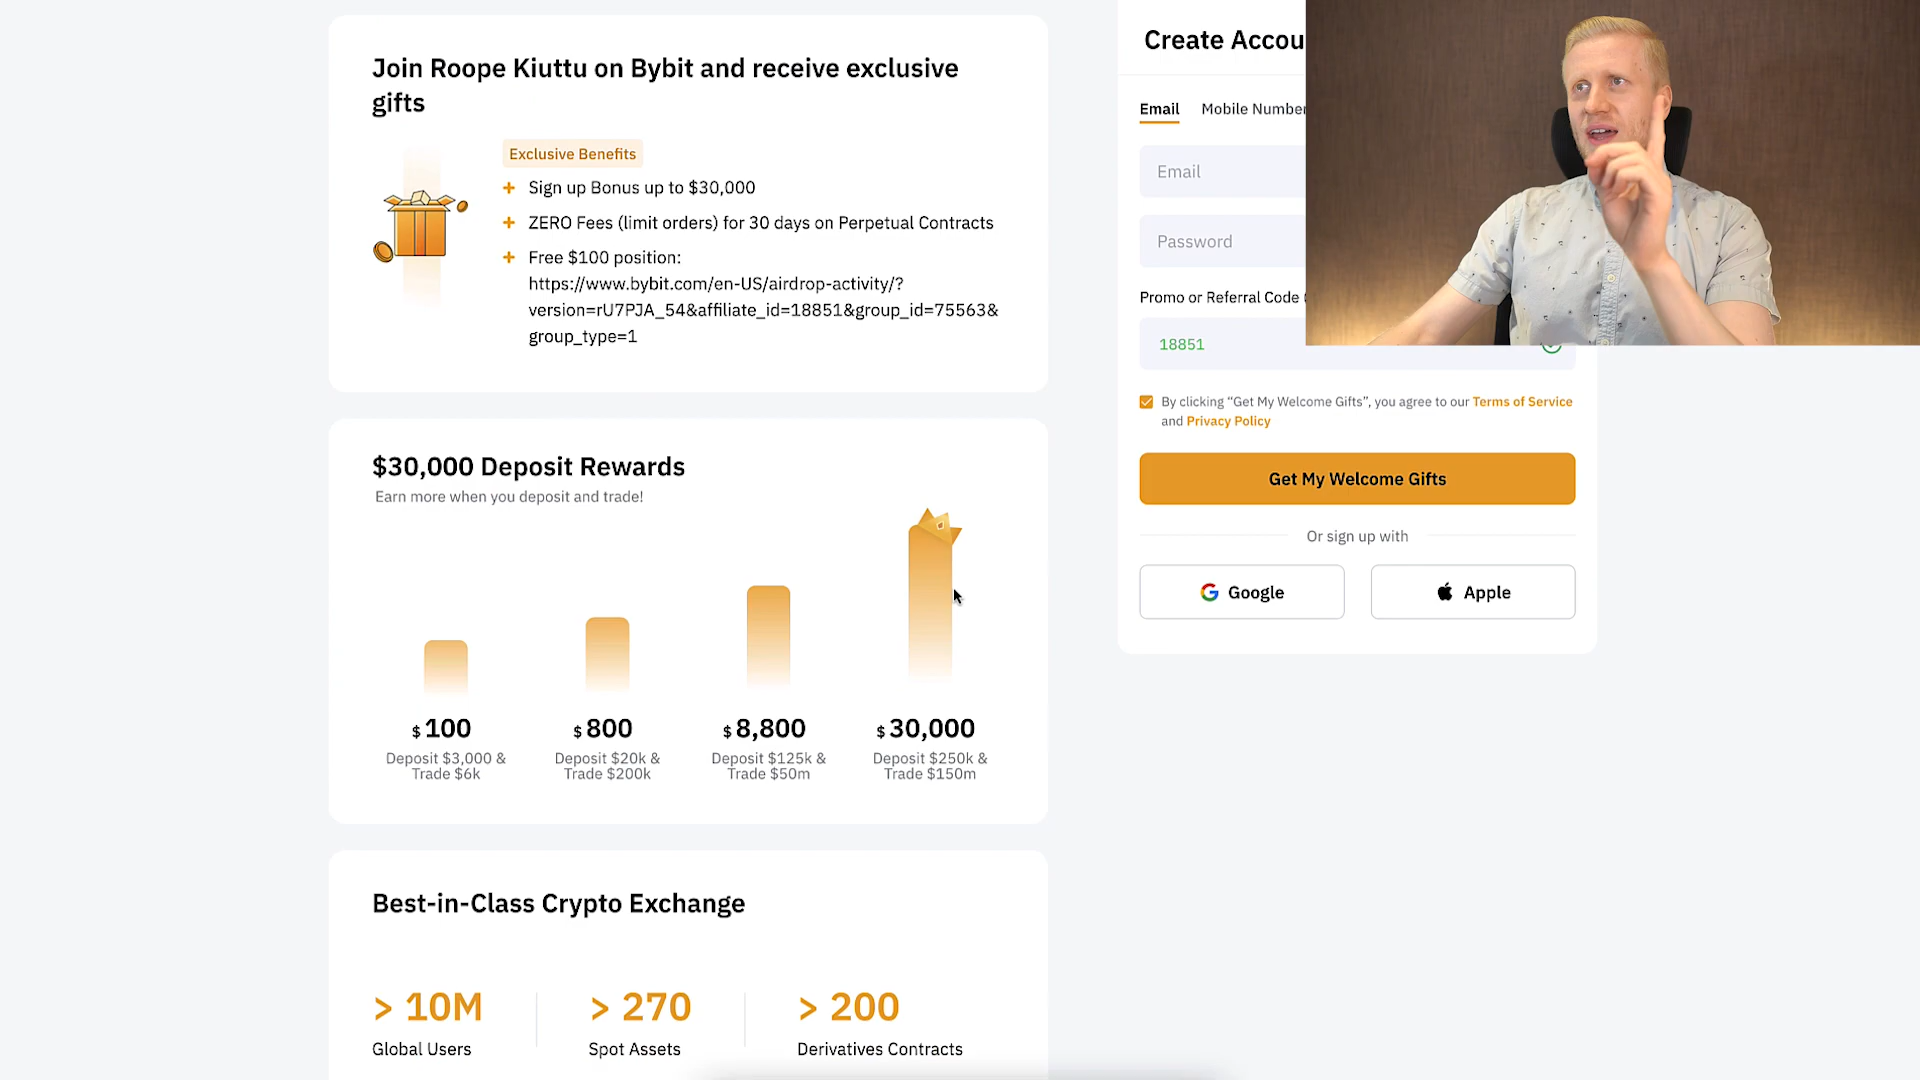 Join Roope Kiuttu on Bybit and receive exclusive
gifts
Exclusive Benefits
+ Sign up Bonus up to $30,000
+ ZERO Fees (limit orders) for 30 days on Perpetual Contracts
+ Free $100 position:
https://www.bybit.com/en-US/airdrop-activity/?
version=rU7PJA_54&affiliate_id=18851&group_id=75563&
group_type=1
$30,000 Deposit Rewards
Earn more when you deposit and trade!
$100
Deposit $3,000 &
Trade $6k
$800
Deposit $20k &
Trade $200k
$8,800
Deposit $125k &
Trade $50m
$30,000
Deposit $250k &
Trade $150m
Best-in-Class Crypto Exchange
> 10M
Global Users
> 270
Spot Assets
> 200
Derivatives Contracts
Create Accou
Email Mobile Number
Email
Password
Promo or Referral Code
18851
By clicking “Get My Welcome Gifts”, you agree to our Terms of Service
and Privacy Policy
Get My Welcome Gifts
Or sign up with
Google
Apple